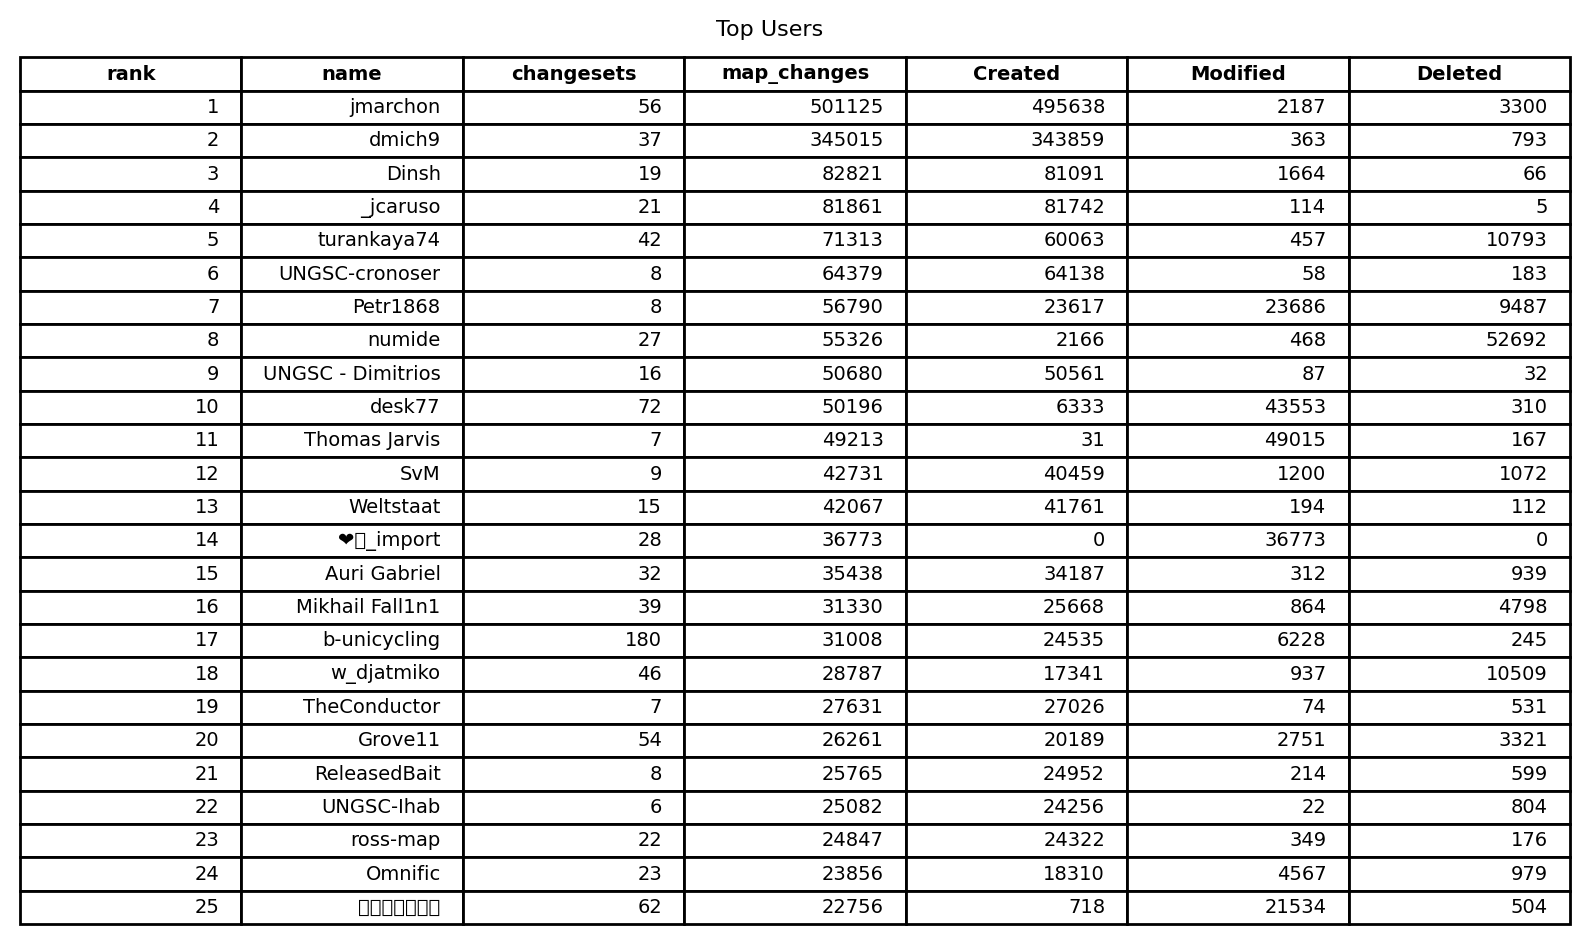 Top Users
rank name changesets map_changes Created Modified Deleted
1 jmarchon 56 501125 495638 2187 3300
2 dmich9 37 345015 343859 363 793
3 Dinsh 19 82821 81091 1664 66
4 _jcaruso 21 81861 81742 114 5
5 turankaya74 42 71313 60063 457 10793
6 UNGSC-cronoser 8 64379 64138 58 183
7 Petr1868 8 56790 23617 23686 9487
8 numide 27 55326 2166 468 52692
9 UNGSC - Dimitrios 16 50680 50561 87 32
10 desk77 72 50196 6333 43553 310
11 Thomas Jarvis 7 49213 31 49015 167
12 SvM 9 42731 40459 1200 1072
13 Weltstaat 15 42067 41761 194 112
14 ❤_import 28 36773 0 36773 0
15 Auri Gabriel 32 35438 34187 312 939
16 Mikhail Fall1n1 39 31330 25668 864 4798
17 b-unicycling 180 31008 24535 6228 245
18 w_djatmiko 46 28787 17341 937 10509
19 TheConductor 7 27631 27026 74 531
20 Grove11 54 26261 20189 2751 3321
21 ReleasedBait 8 25765 24952 214 599
22 UNGSC-Ihab 6 25082 24256 22 804
23 ross-map 22 24847 24322 349 176
24 Omnific 23 23856 18310 4567 979
25 62 22756 718 21534 504